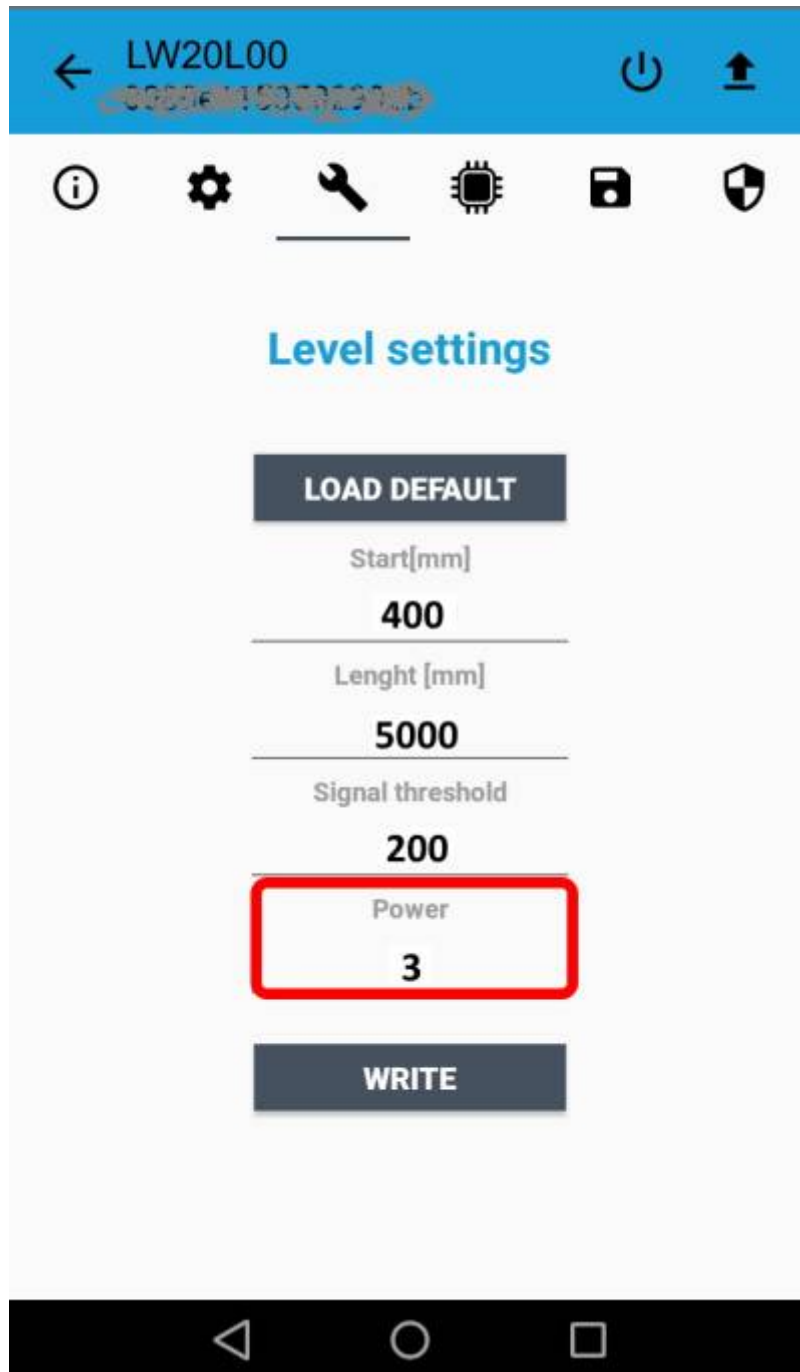 LW20L00
Level settings
LOAD DEFAULT
Start[mm]
400
Lenght [mm]
5000
Signal threshold
200
Power
3
WRITE